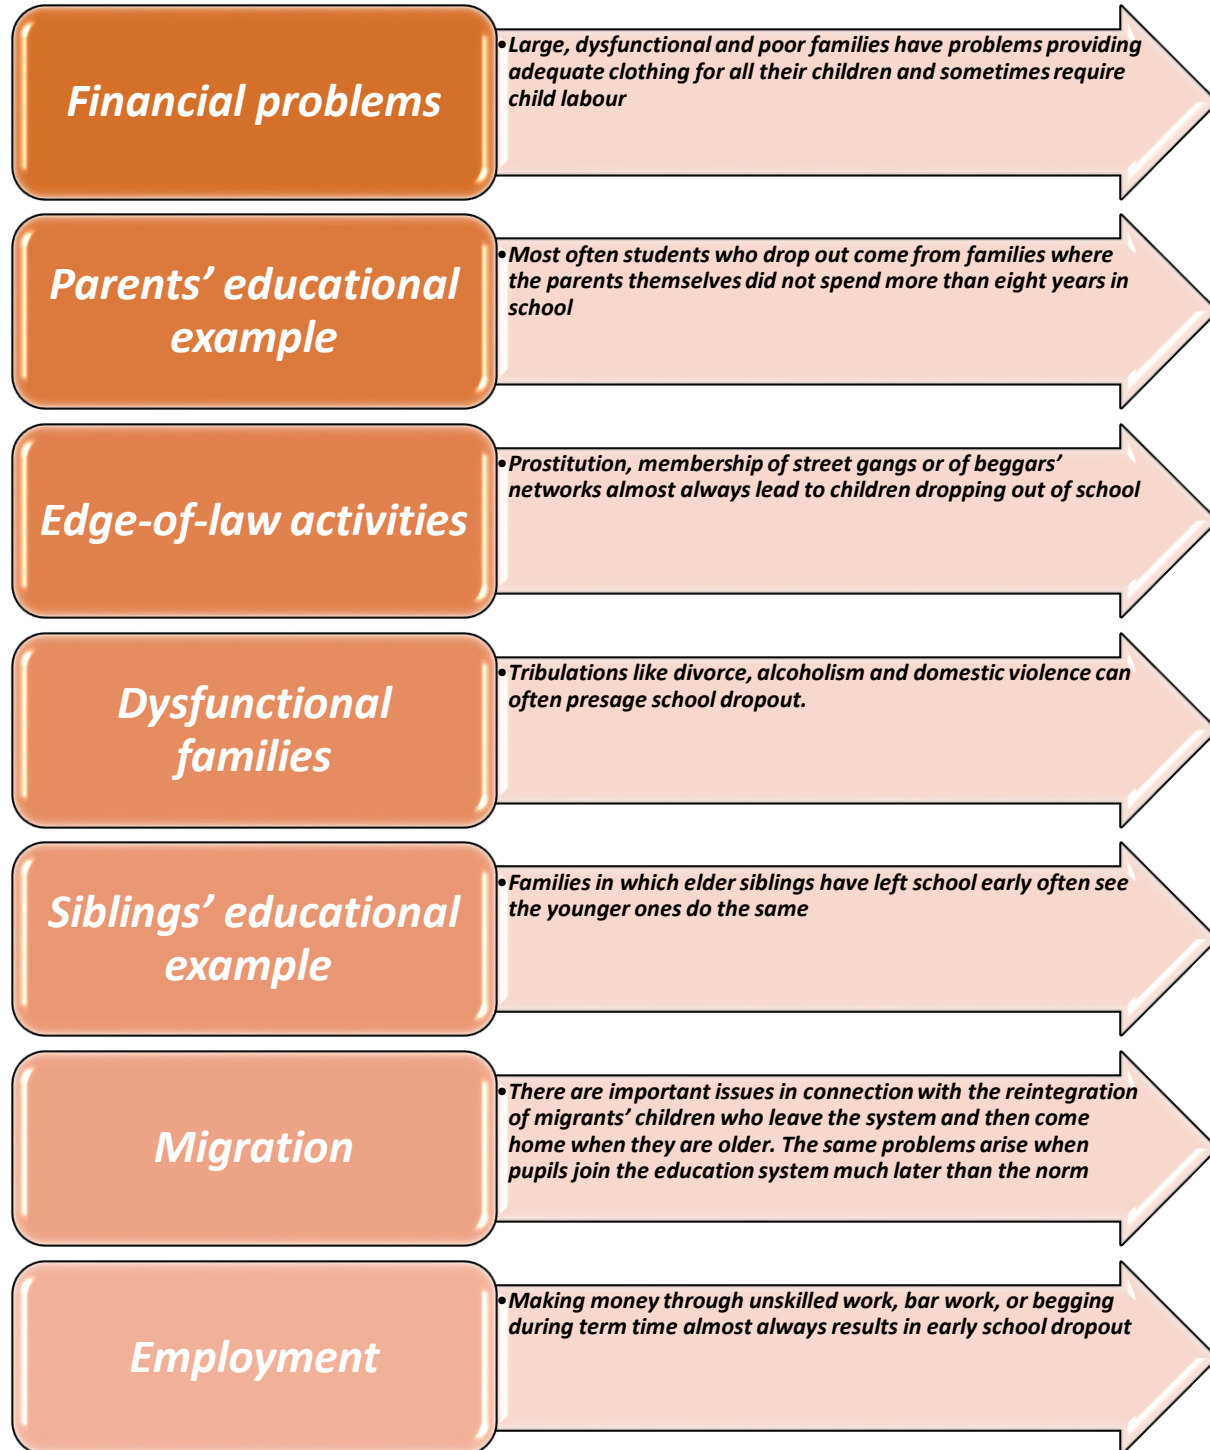 Financial problems
•Large, dysfunctional and poor families have problems providing
adequate clothing for all their children and sometimes require
child labour
Parents’ educational
example
•Most often students who drop out come from families where
the parents themselves did not spend more than eight years in
school
Edge-of-law activities
•Prostitution, membership of street gangs or of beggars’
networks almost always lead to children dropping out of school
Dysfunctional
families
•Tribulations like divorce, alcoholism and domestic violence can
often presage school dropout.
Siblings’ educational
example
•Families in which elder siblings have left school early often see
the younger ones do the same
Migration
•There are important issues in connection with the reintegration
of migrants’ children who leave the system and then come
home when they are older. The same problems arise when
pupils join the education system much later than the norm
Employment
•Making money through unskilled work, bar work, or begging
during term time almost always results in early school dropout